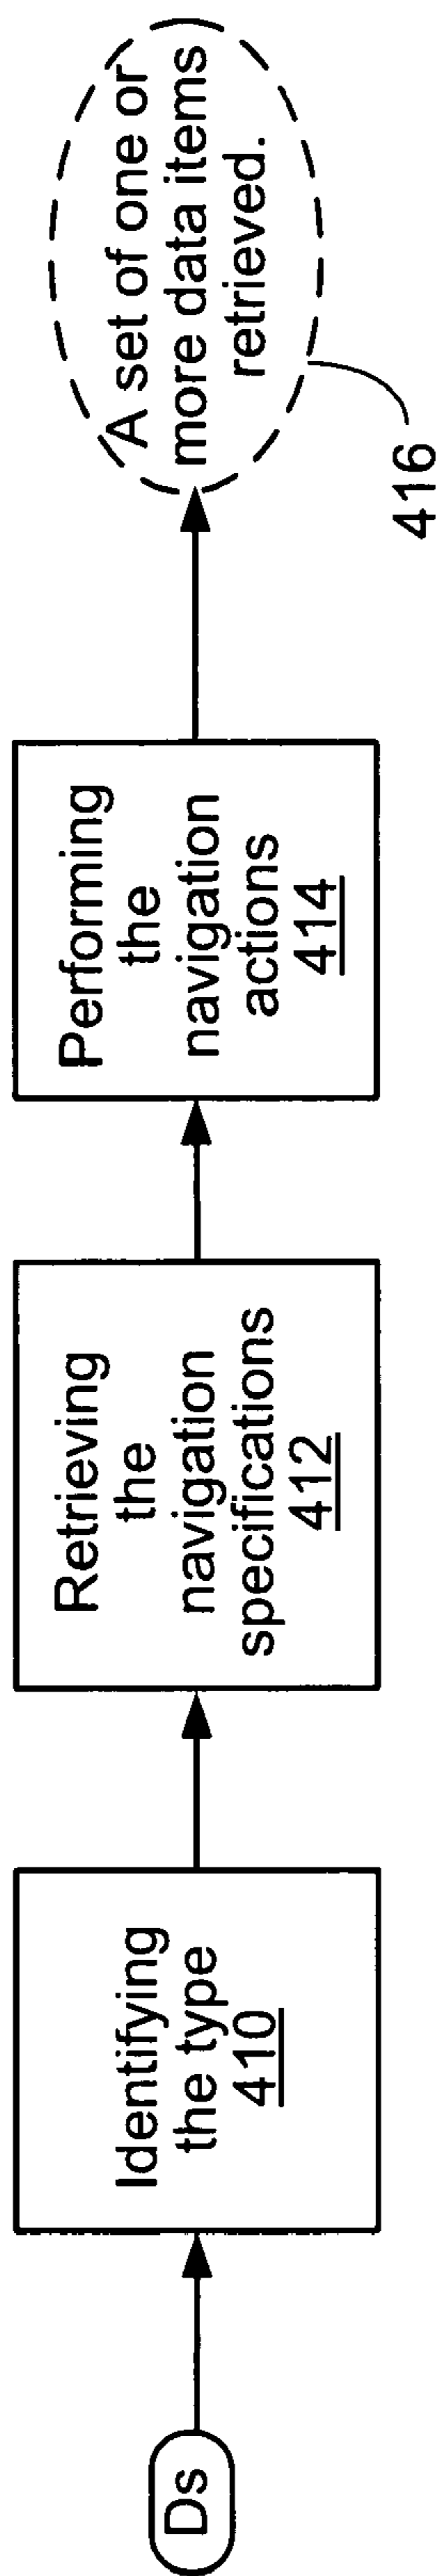 Ds
Identifying
the type
410
Retrieving
the
navigation
specifications
412
Performing
the
navigation
actions
414
A set of one or
more data items
retrieved.
416